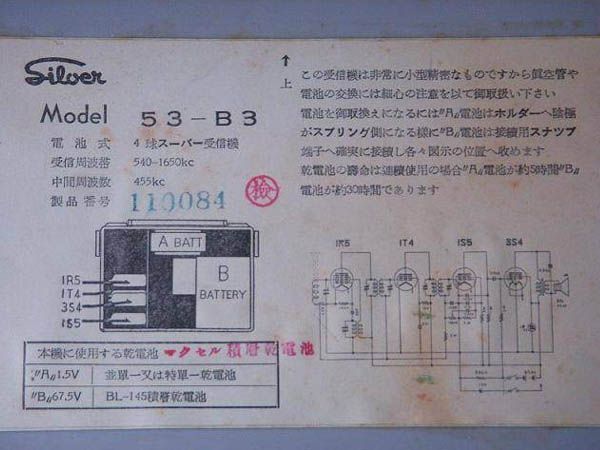 Silver
Model 53-B3
電池式 4球スーパー受信機
受信周波帯 540-1650kc
中間周波数 455kc
製品番号 110084 檢
↑
上
この受信機は非常に小型精密なものですから眞空管や
電池の交換には細心の注意を以て御取扱い下さい
電池を御取換えになるには〃A〃電池はホルダーへ陰極
がスプリング側になる様に〃B〃電池は接続用スナップ
端子へ確実に接続し各々図示の位置へ收めます
乾電池の壽命は連續使用の場合〃A〃電池が約5時間〃B〃
電池が約30時間であります
A BATT
B
BATTERY
1R5
1T4
3S4
1S5
1R5 1T4 1S5 3S4
本機に使用する乾電池 マクセル積層乾電池
〃A〃1.5V 並單一又は特單一乾電池
〃B〃67.5V BL-145積層乾電池